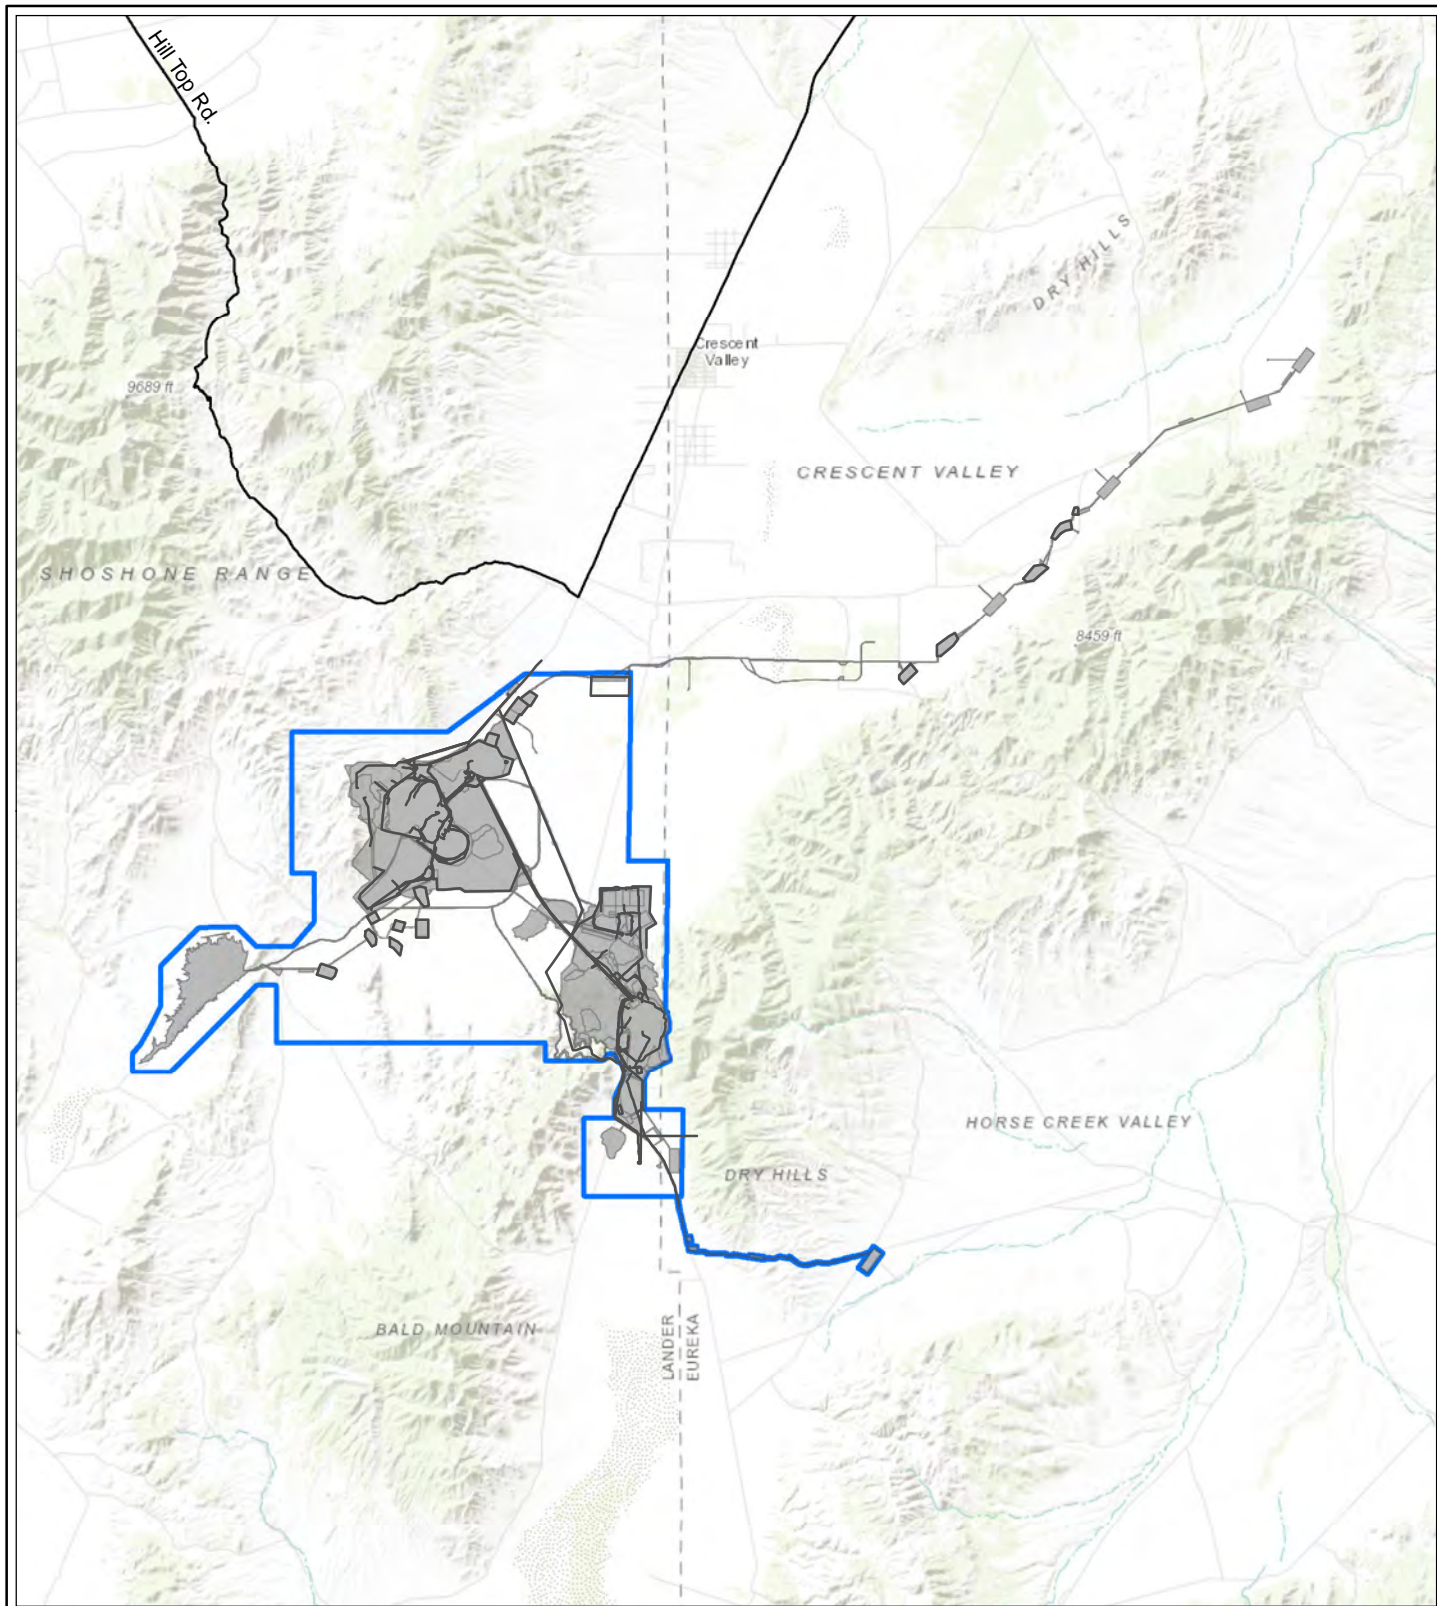 Hill Top Rd.
DRY HILLS
Crescent
Valley
9689 ft
CRESCENT VALLEY
SHOSHONE RANGE
8459 ft
HORSE CREEK VALLEY
DRY HILLS
BALD MOUNTAIN
LANDER
EUREKA